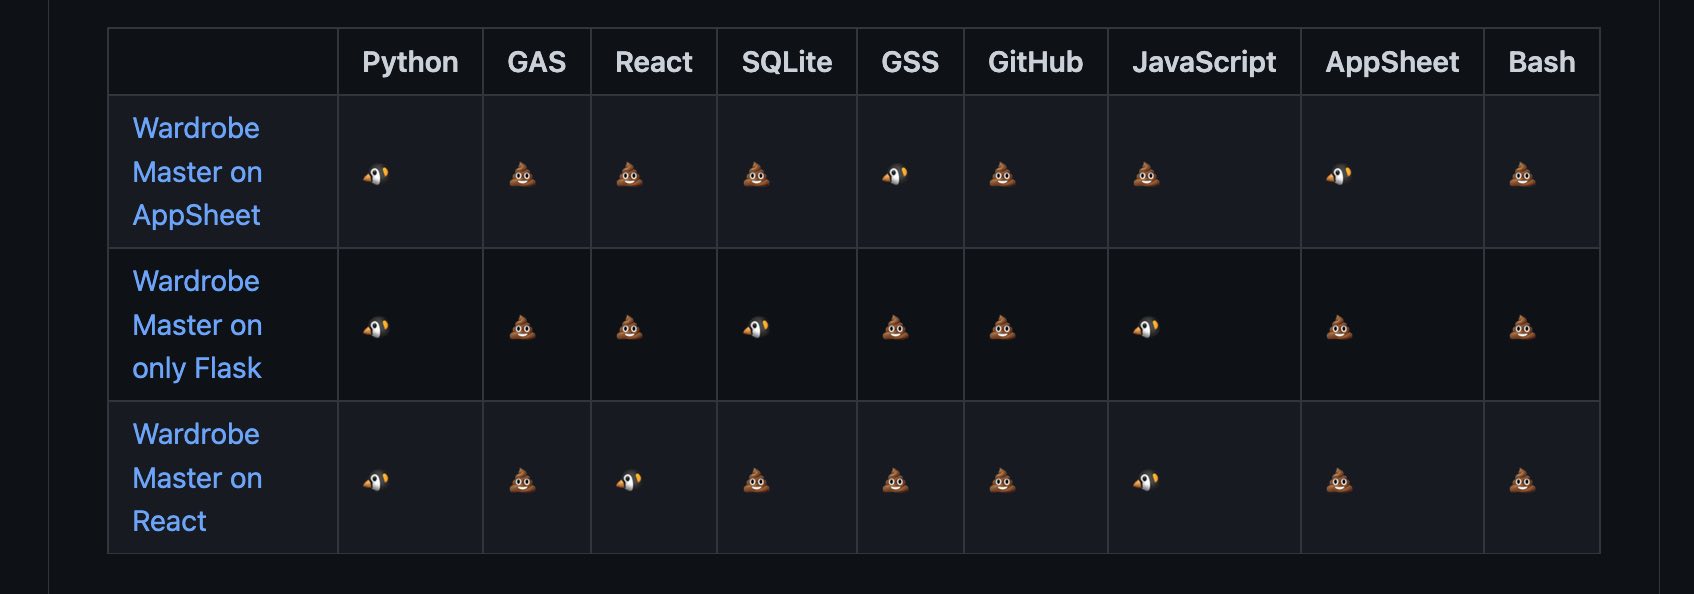 Python GAS React SQLite GSS GitHub JavaScript AppSheet Bash
Wardrobe
Master on
AppSheet
Wardrobe
Master on
only Flask
Wardrobe
Master on
React